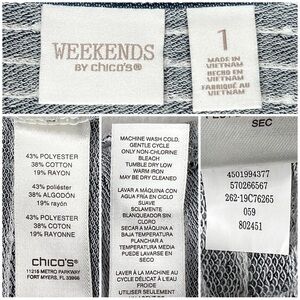 WEEKENDS
BY chico's®
1
MADE IN
VIETNAM
HECHO EN
VIETNAM
FABRIQUÉ AU
VIETNAM
43% POLYESTER
38% COTTON
19% RAYON
43% poliéster
38% ALGODÓN
19% rayón
43% POLYESTER
38% COTON
19% RAYONNE
chico's®
11215 METRO PARKWAY
FORT MYERS, FL 33966
MACHINE WASH COLD,
GENTLE CYCLE
ONLY NON-CHLORINE
BLEACH
TUMBLE DRY LOW
WARM IRON
MAY BE DRY CLEANED
LAVAR A MÁQUINA CON
AGUA FRÍA EN CICLO
SUAVE
SOLAMENTE
BLANQUEADOR SIN
CLORO
SECAR A MÁQUINA A
BAJA TEMPERATURA
PLANCHAR A TEMPERATURA
MEDIA
PUEDE LAVARSE EN
SECO
LAVER À LA MACHINE AU
CYCLE DÉLICAT À L'EAU
FROIDE
UTILISER SEULEMENT
SEC
4501994377
570266567
262-19C76265
059
802451